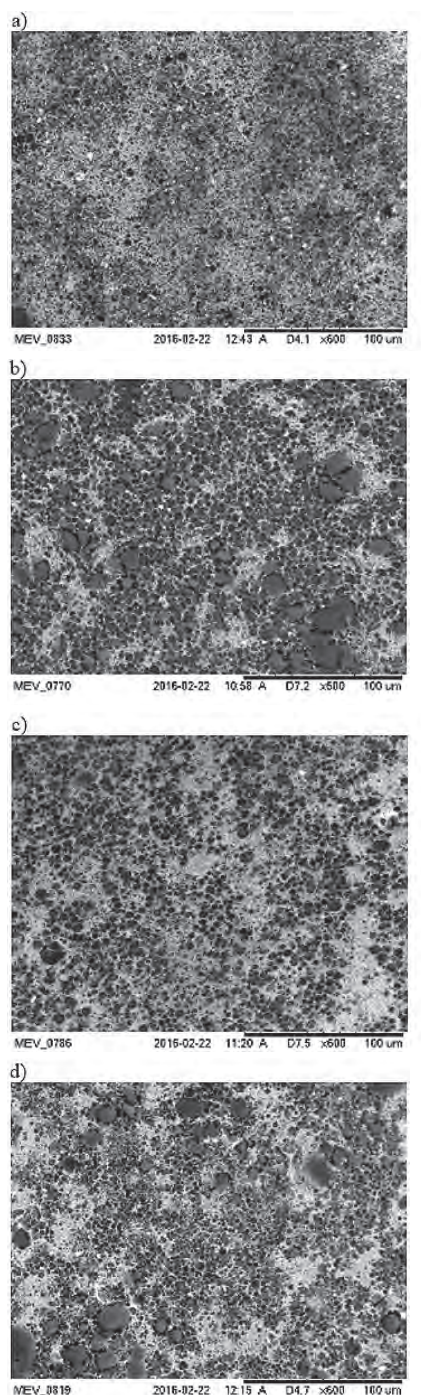 a)
MEV_0833 2016-02-22 12:43 A D4.1 x600 100 um
b)
MEV_0770 2016-02-22 10:58 A D7.2 x600 100 um
c)
MEV_0786 2016-02-22 11:20 A D7.5 x600 100 um
d)
MEV_0819 2016-02-22 12:15 A D4.7 x600 100 um